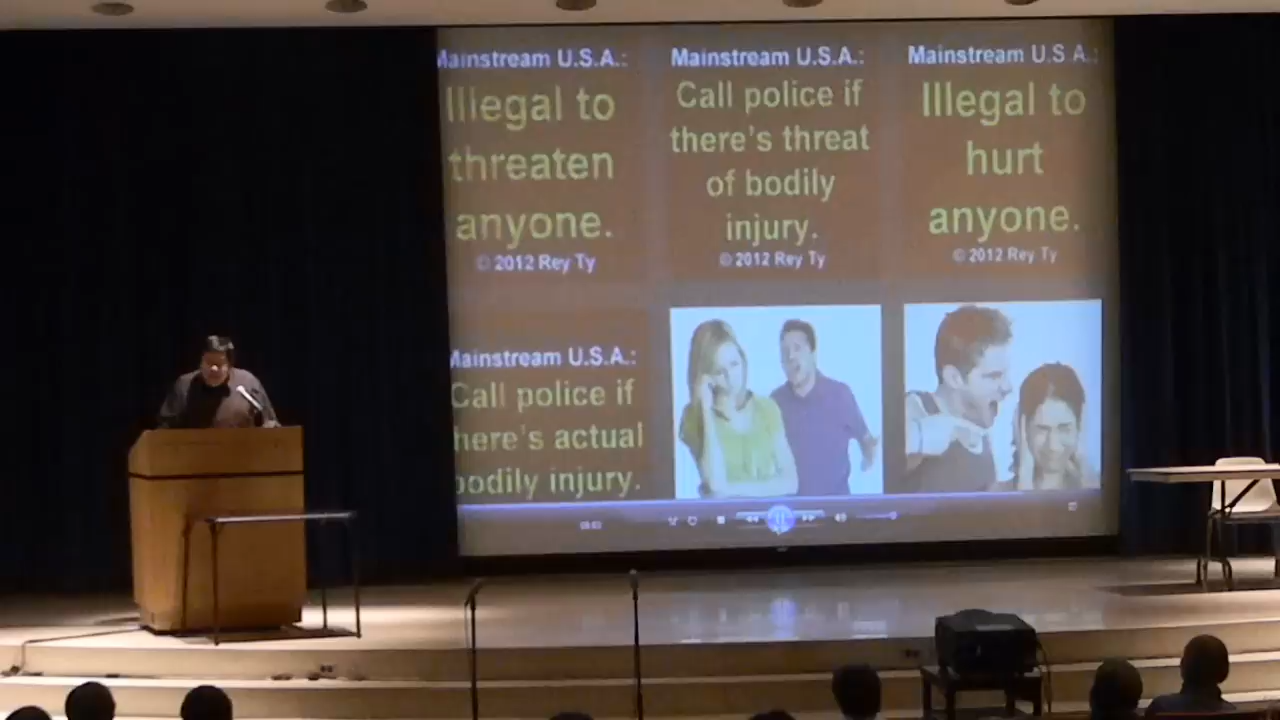 Mainstream U.S.A.:
Illegal to
threaten
anyone.
© 2012 Rey Ty
Mainstream U.S.A.:
Call police if
there's threat
of bodily
injury.
© 2012 Rey Ty
Mainstream U.S A.:
Illegal to
hurt
anyone.
© 2012 Rey Ty
Mainstream U.S.A.:
Call police if
here's actual
bodily injury.